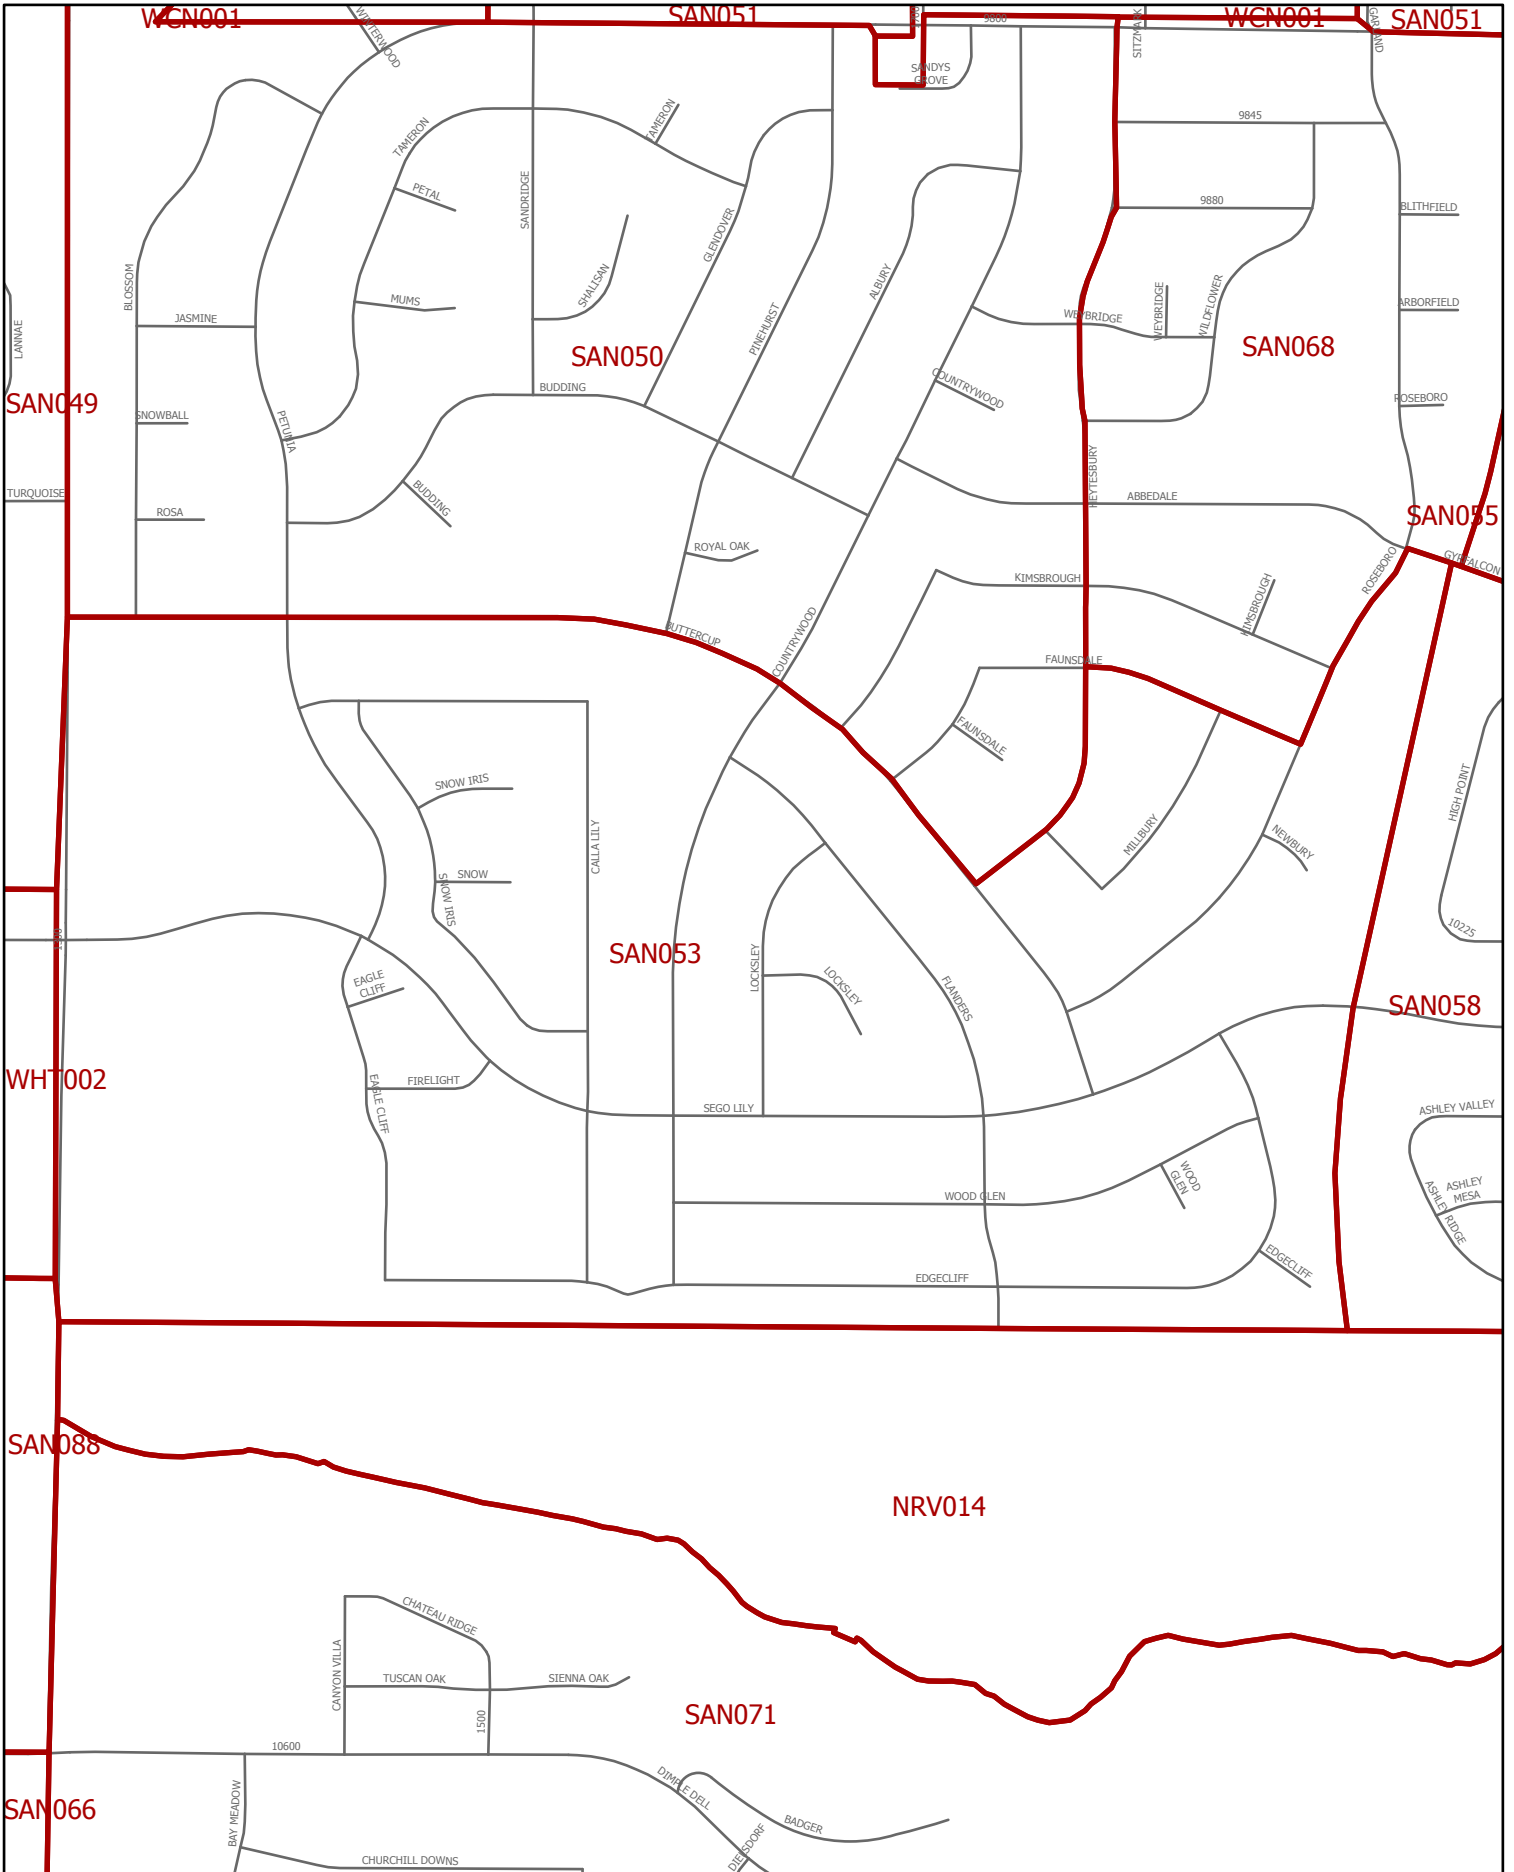 WCN001
SAN051
WCN001
SAN051
WINTERWOOD
9800
SITZMARK
GARLAND
SANDYS
GROVE
TAMERON
TAMERON
9845
PETAL
SANDRIDGE
9880
BLITHFIELD
GLENDOVER
BLOSSOM
SHALISAN
ALBURY
MUMS
JASMINE
PINEHURST
WEYBRIDGE
WEYBRIDGE
WILDFLOWER
ARBORFIELD
LANNAE
SAN050
SAN068
BUDDING
COUNTRYWOOD
SAN049
SNOWBALL
PETUNIA
ROSEBORO
TURQUOISE
BUDDING
HEYTESBURY
ABBEDALE
ROSA
SAN055
ROYAL OAK
GYRFALCON
ROSEBORO
KIMSBROUGH
KIMSBROUGH
BUTTERCUP
COUNTRYWOOD
FAUNSDALE
FAUNSDALE
SNOW IRIS
HIGH POINT
CALLA LILY
MILLBURY
NEWBURY
SNOW
SNOW IRIS
10225
SAN053
LOCKSLEY
LOCKSLEY
EAGLE
CLIFF
FLANDERS
SAN058
WHT002
FIRELIGHT
EAGLE CLIFF
SEGO LILY
ASHLEY VALLEY
WOOD
GLEN
WOOD GLEN
ASHLEY
MESA
ASHLEY RIDGE
EDGECLIFF
EDGECLIFF
SAN088
NRV014
CHATEAU RIDGE
CANYON VILLA
TUSCAN OAK
SIENNA OAK
SAN071
1500
10600
DIMPLE DELL
SAN066
BAY MEADOW
BADGER
DIELSDORF
CHURCHILL DOWNS